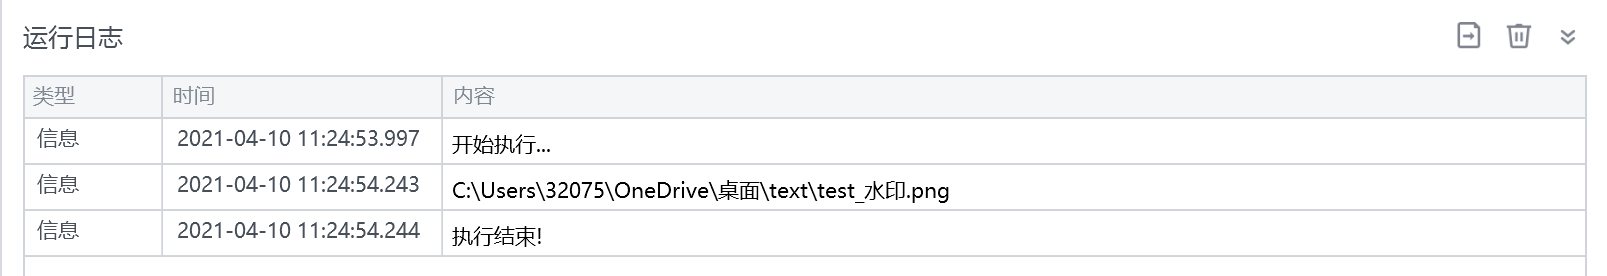 运行日志
类型 时间 内容
信息 2021-04-10 11:24:53.997 开始执行...
信息 2021-04-10 11:24:54.243 C:\Users\32075\OneDrive\桌面\text\test_水印.png
信息 2021-04-10 11:24:54.244 执行结束!